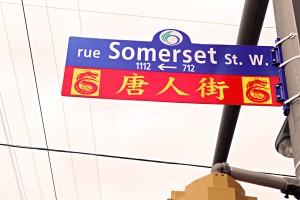 rue Somerset St. W.
1112 ← 712
唐人街